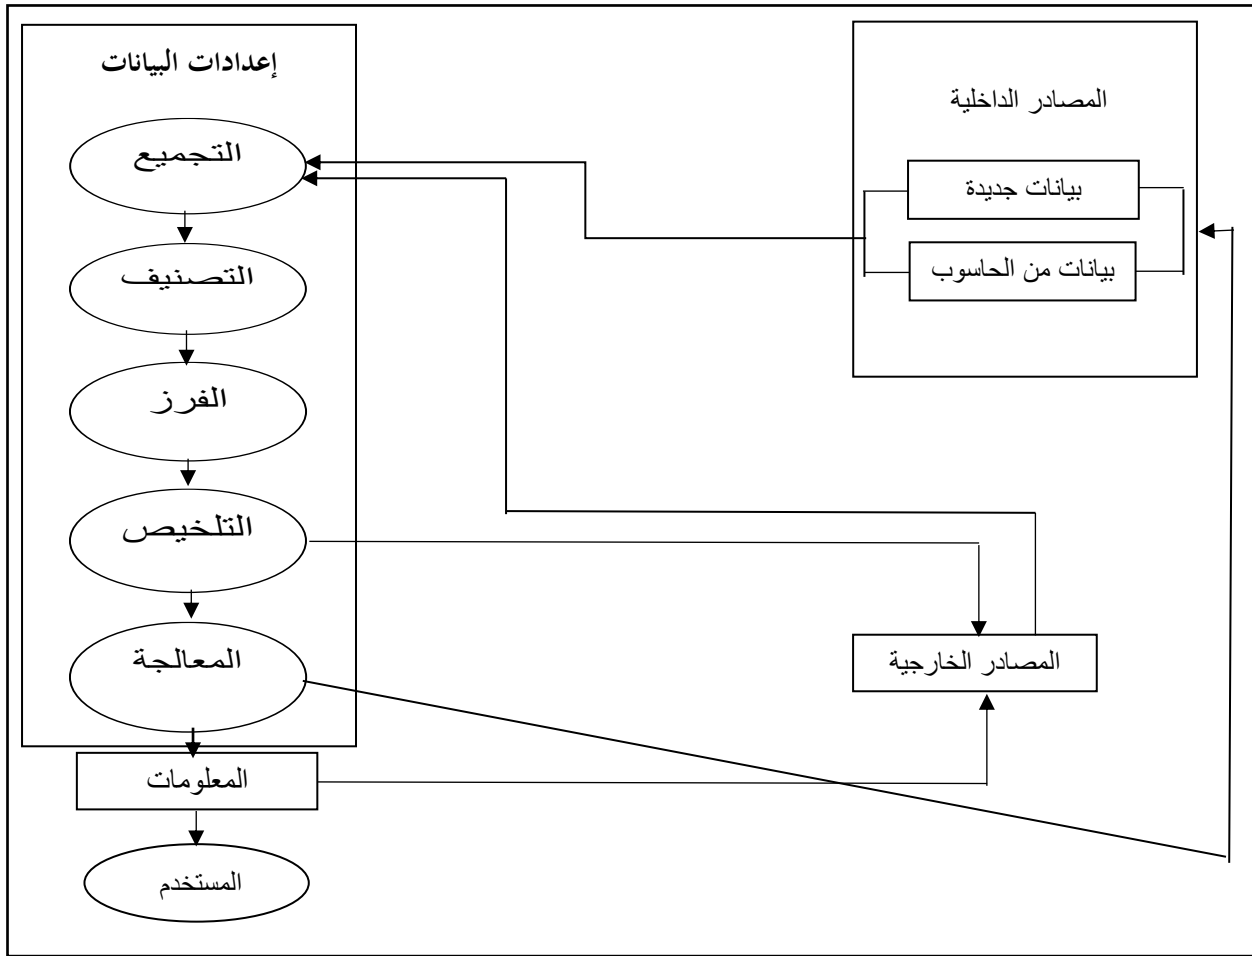 إعدادات البيانات
المصادر الداخلية
التجميع
بيانات جديدة
التصنيف
بيانات من الحاسوب
الفرز
التلخيص
المعالجة
المصادر الخارجية
المعلومات
المستخدم